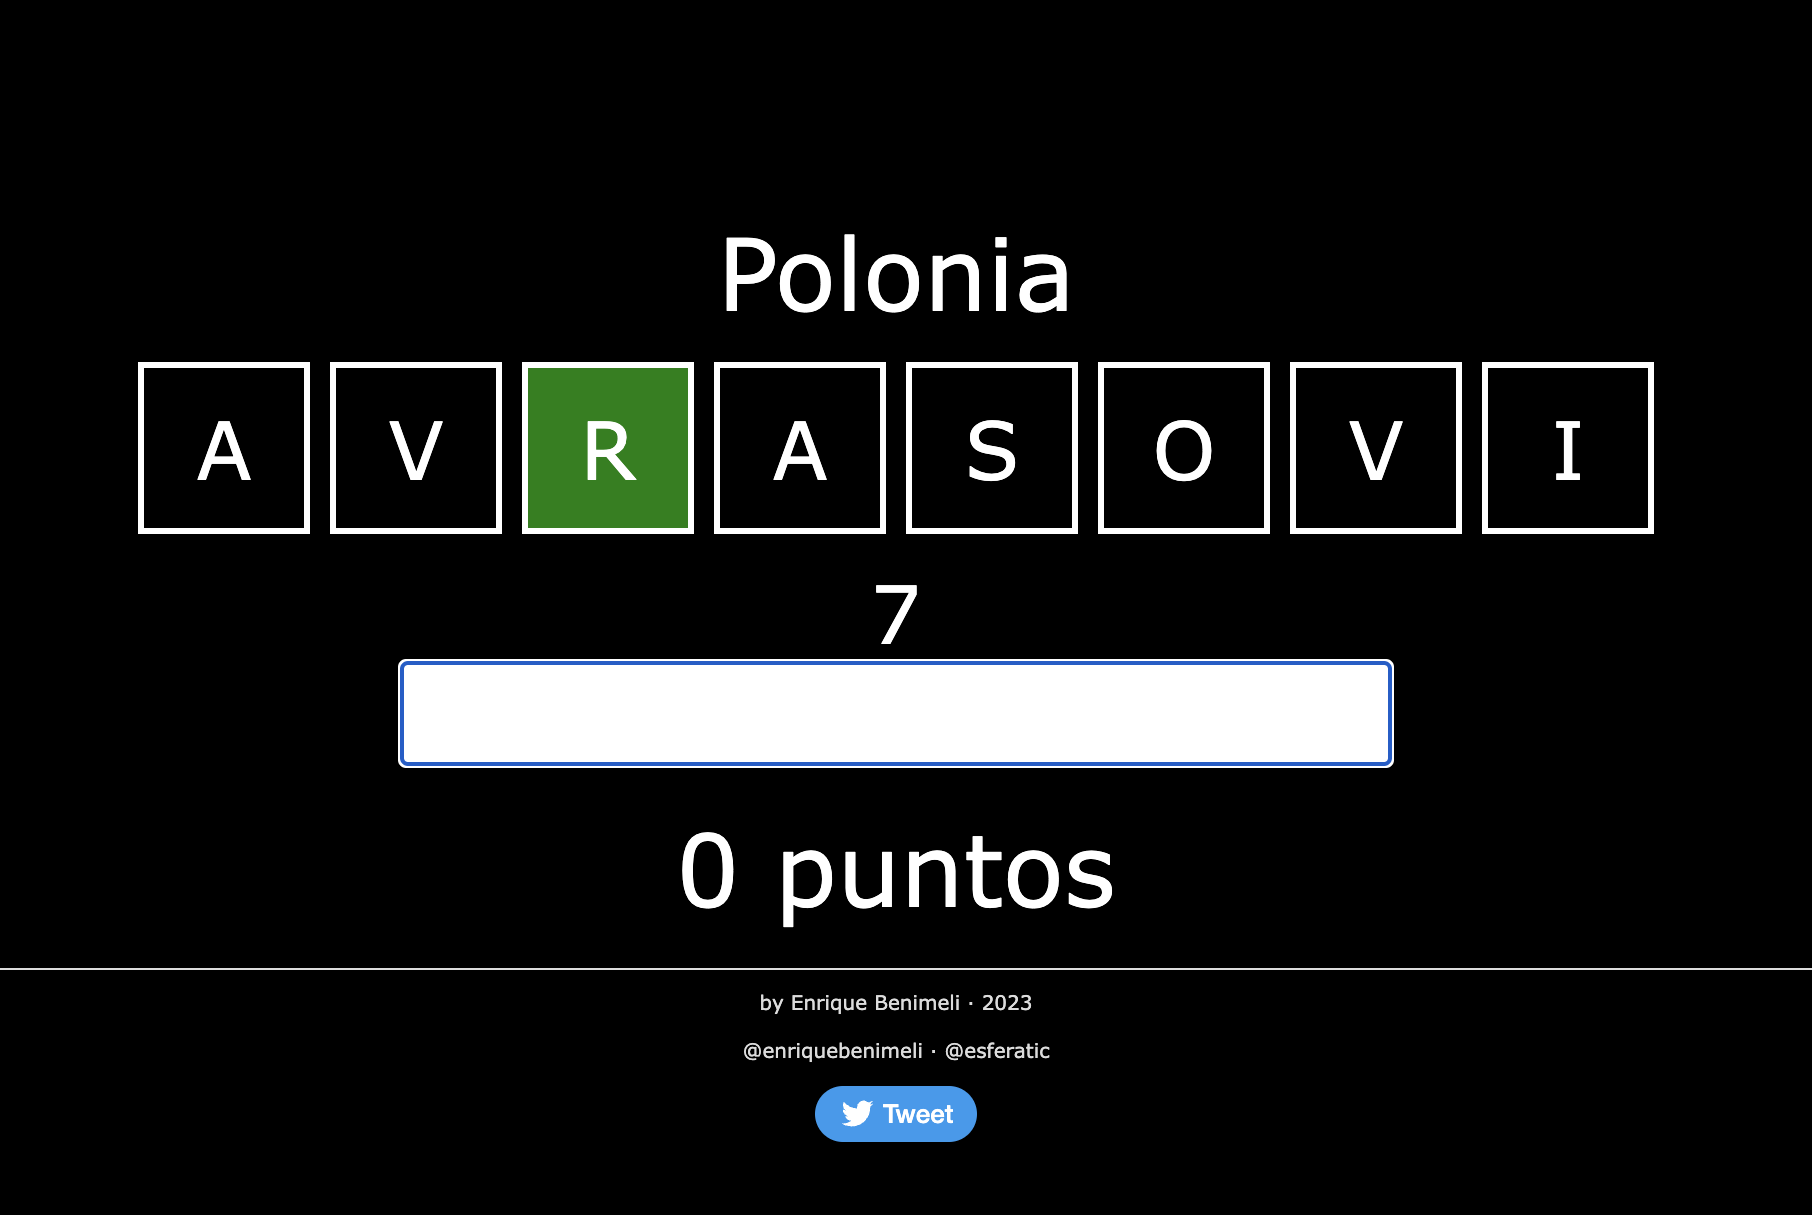 Polonia
A V R A S O V I
7
0 puntos
by Enrique Benimeli · 2023
@enriquebenimeli · @esferatic
Tweet